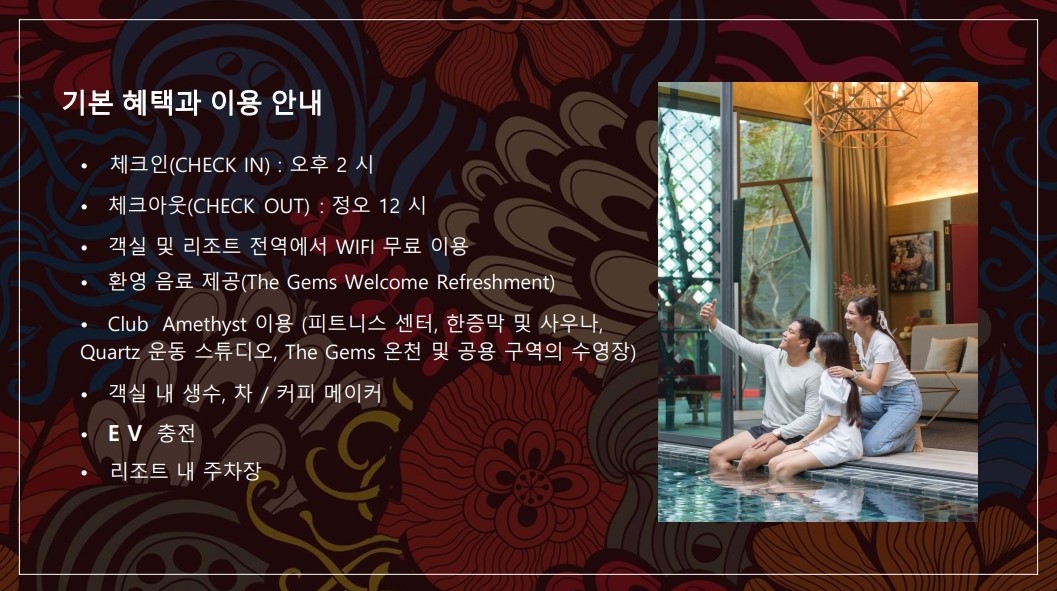 기본 혜택과 이용 안내
• 체크인(CHECK IN) : 오후 2 시
• 체크아웃(CHECK OUT) : 정오 12 시
• 객실 및 리조트 전역에서 WIFI 무료 이용
• 환영 음료 제공(The Gems Welcome Refreshment)
• Club Amethyst 이용 (피트니스 센터, 한증막 및 사우나,
Quartz 운동 스튜디오, The Gems 온천 및 공용 구역의 수영장)
• 객실 내 생수, 차 / 커피 메이커
• E V 충전
• 리조트 내 주차장